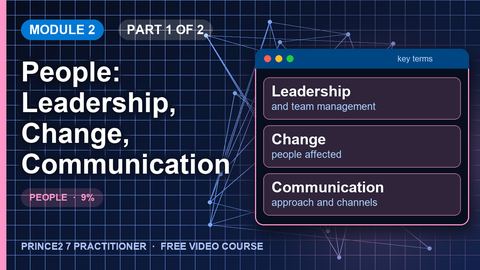 MODULE 2
PART 1 OF 2
People:
Leadership,
Change,
Communication
PEOPLE · 9%
key terms
Leadership
and team management
Change
people affected
Communication
approach and channels
PRINCE2 7 PRACTITIONER · FREE VIDEO COURSE